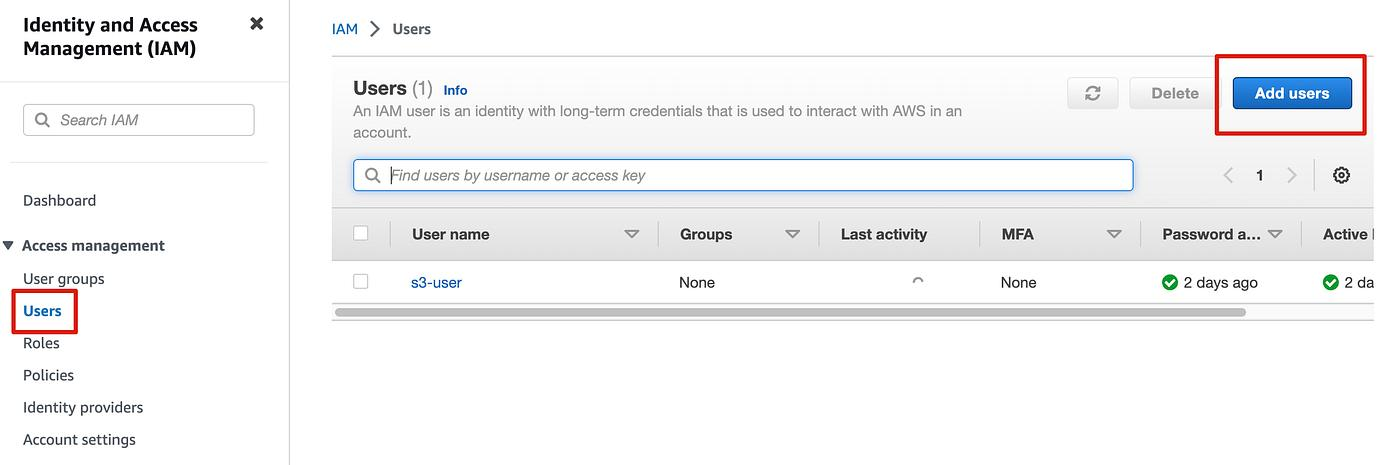 Identity and Access
Management (IAM)
Search IAM
Dashboard
Access management
User groups
Users
Roles
Policies
Identity providers
Account settings
IAM > Users
Users (1) Info
An IAM user is an identity with long-term credentials that is used to interact with AWS in an
account.
Delete
Add users
Find users by username or access key
1
User name Groups Last activity MFA Password a... Active
s3-user None None 2 days ago 2 da